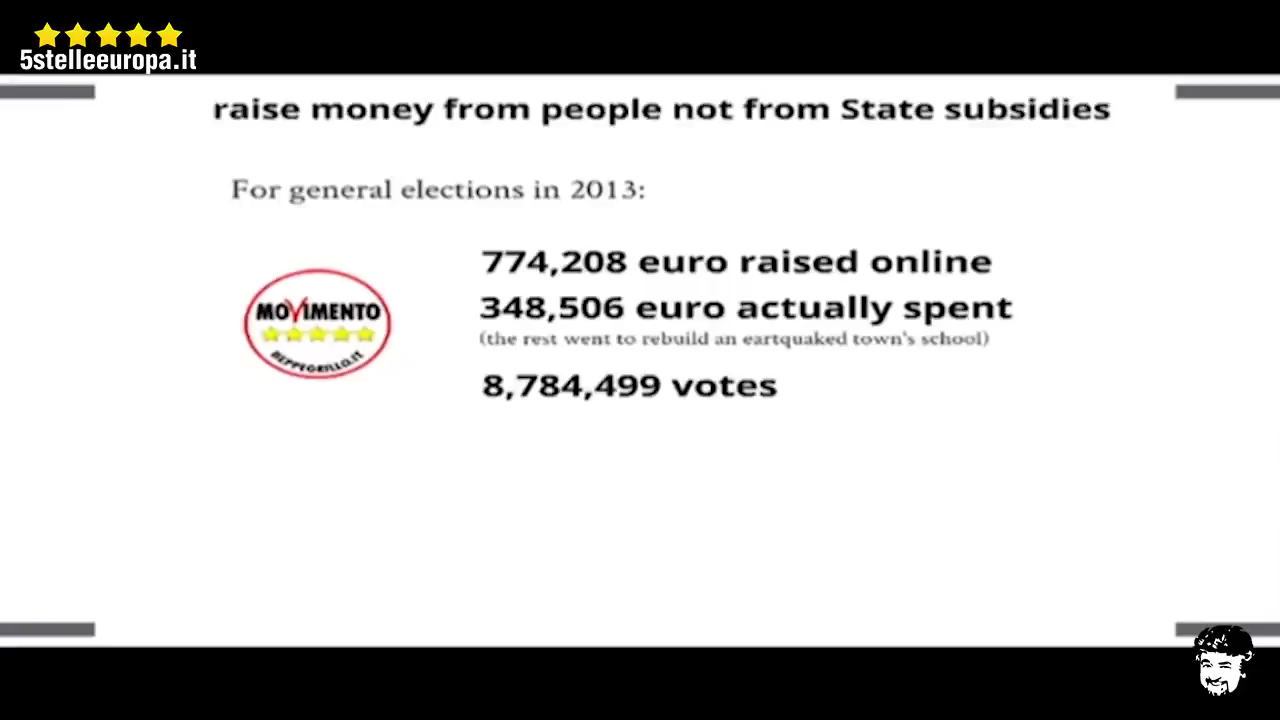 5stelleeuropa.it
raise money from people not from State subsidies
For general elections in 2013:
774,208 euro raised online
348,506 euro actually spent
(the rest went to rebuild an eartquaked town's school)
MOVIMENTO
BEPPEGRILLO.IT
8,784,499 votes